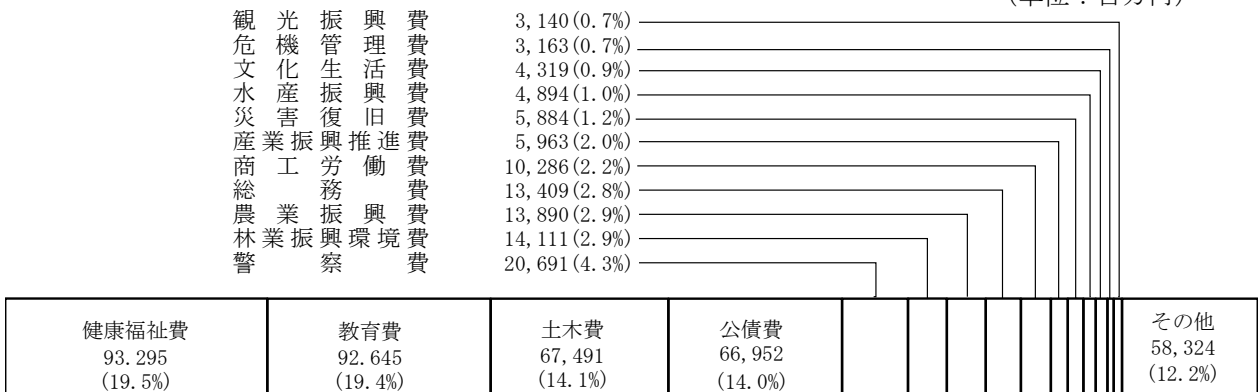 (単位：百万円)
観光振興費 3,140(0.7%)
危機管理費 3,163(0.7%)
文化生活費 4,319(0.9%)
水産振興費 4,894(1.0%)
災害復旧費 5,884(1.2%)
産業振興推進費 5,963(2.0%)
商工労働費 10,286(2.2%)
総務費 13,409(2.8%)
農業振興費 13,890(2.9%)
林業振興環境費 14,111(2.9%)
警察費 20,691(4.3%)
健康福祉費
93.295
(19.5%)
教育費
92.645
(19.4%)
土木費
67,491
(14.1%)
公債費
66,952
(14.0%)
その他
58,324
(12.2%)